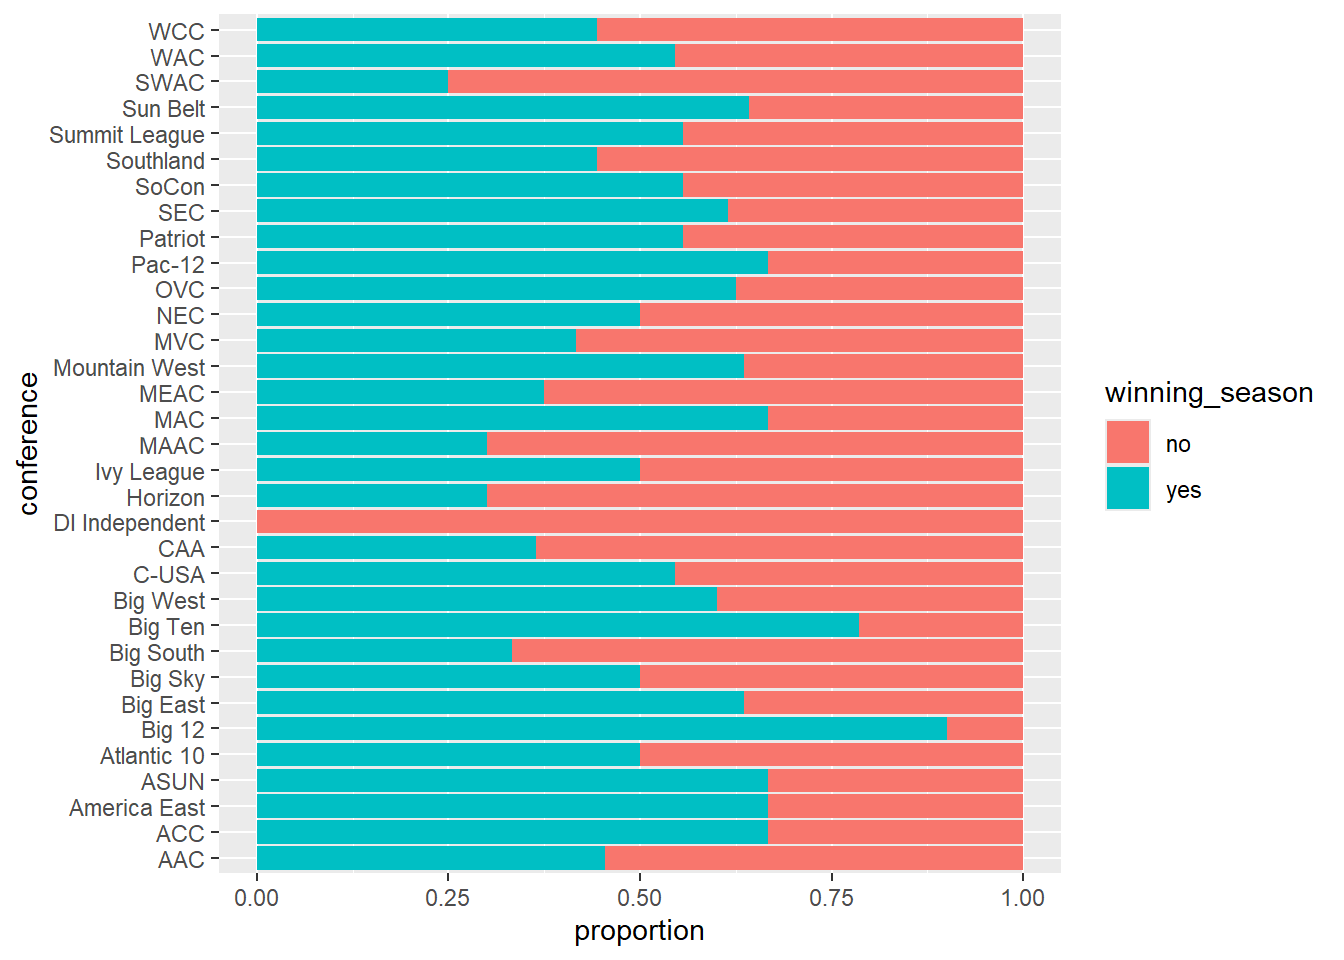 WCC
WAC
SWAC
Sun Belt
Summit League
Southland
SoCon
SEC
Patriot
Pac-12
OVC
NEC
MVC
Mountain West
MEAC
MAC
MAAC
Ivy League
Horizon
DI Independent
CAA
C-USA
Big West
Big Ten
Big South
Big Sky
Big East
Big 12
Atlantic 10
ASUN
America East
ACC
AAC
conference
0.00 0.25 0.50 0.75 1.00
proportion
winning_season
no
yes